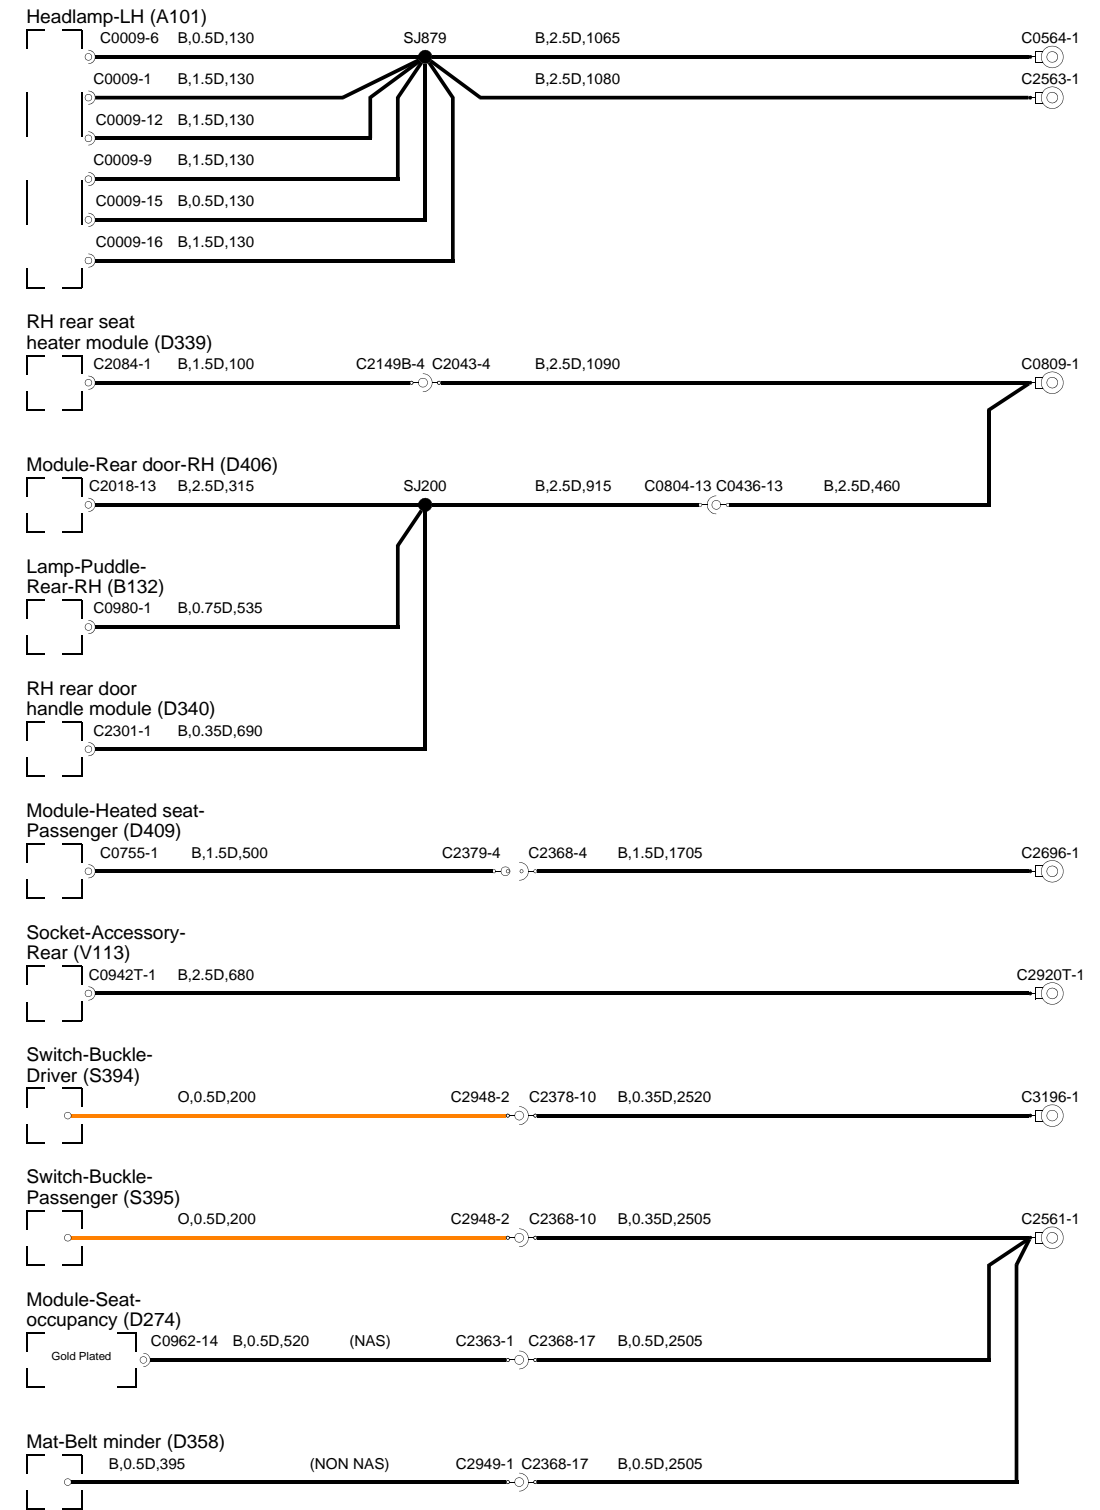 Headlamp-LH (A101)
C0009-6 B,0.5D,130 SJ879 B,2.5D,1065 C0564-1
C0009-1 B,1.5D,130 B,2.5D,1080 C2563-1
C0009-12 B,1.5D,130
C0009-9 B,1.5D,130
C0009-15 B,0.5D,130
C0009-16 B,1.5D,130
RH rear seat
heater module (D339)
C2084-1 B,1.5D,100 C2149B-4 C2043-4 B,2.5D,1090 C0809-1
Module-Rear door-RH (D406)
C2018-13 B,2.5D,315 SJ200 B,2.5D,915 C0804-13 C0436-13 B,2.5D,460
Lamp-Puddle-
Rear-RH (B132)
C0980-1 B,0.75D,535
RH rear door
handle module (D340)
C2301-1 B,0.35D,690
Module-Heated seat-
Passenger (D409)
C0755-1 B,1.5D,500 C2379-4 C2368-4 B,1.5D,1705 C2696-1
Socket-Accessory-
Rear (V113)
C0942T-1 B,2.5D,680 C2920T-1
Switch-Buckle-
Driver (S394)
O,0.5D,200 C2948-2 C2378-10 B,0.35D,2520 C3196-1
Switch-Buckle-
Passenger (S395)
O,0.5D,200 C2948-2 C2368-10 B,0.35D,2505 C2561-1
Module-Seat-
occupancy (D274)
C0962-14 B,0.5D,520 (NAS) C2363-1 C2368-17 B,0.5D,2505
Gold Plated
Mat-Belt minder (D358)
B,0.5D,395 (NON NAS) C2949-1 C2368-17 B,0.5D,2505